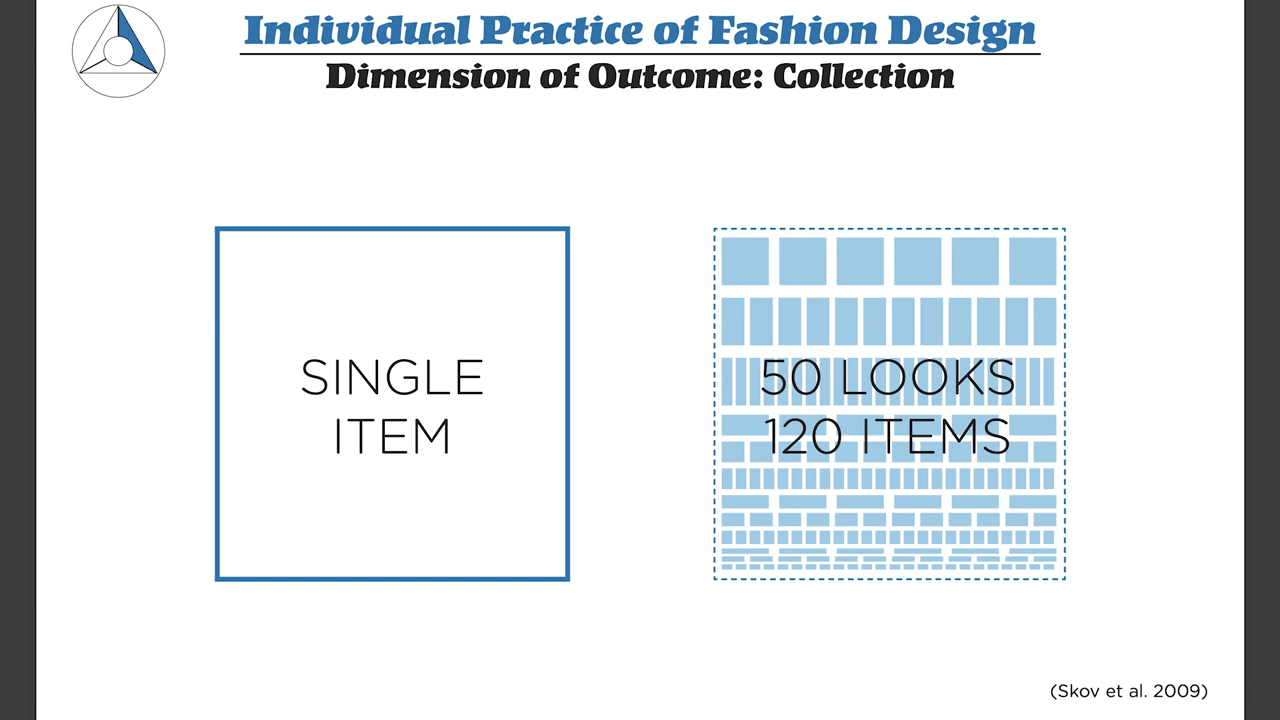 Individual Practice of Fashion Design
Dimension of Outcome: Collection
SINGLE
ITEM
50 LOOKS
120 ITEMS
(Skov et al. 2009)